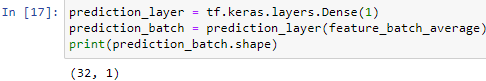 In [17]: prediction_layer = tf.keras.layers.Dense(1)
prediction_batch = prediction_layer(feature_batch_average)
print(prediction_batch.shape)
(32, 1)